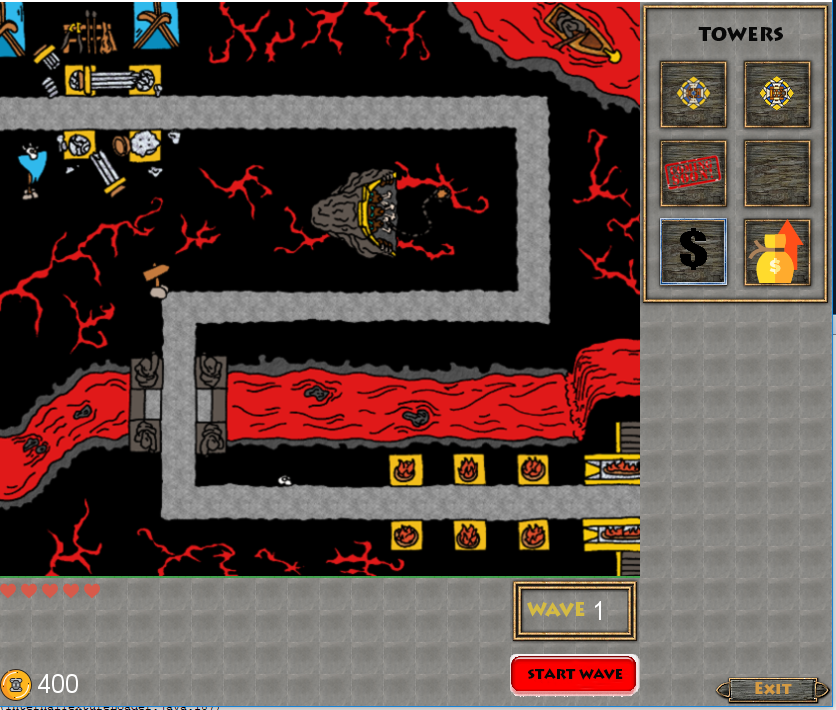 TOWERS
$
$
WAVE 1
400
START WAVE
EXIT